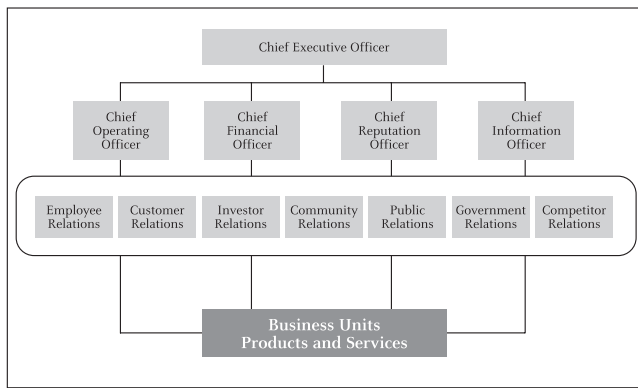 Chief Executive Officer
Chief
Operating
Officer
Chief
Financial
Officer
Chief
Reputation
Officer
Chief
Information
Officer
Employee
Relations
Customer
Relations
Investor
Relations
Community
Relations
Public
Relations
Government
Relations
Competitor
Relations
Business Units
Products and Services